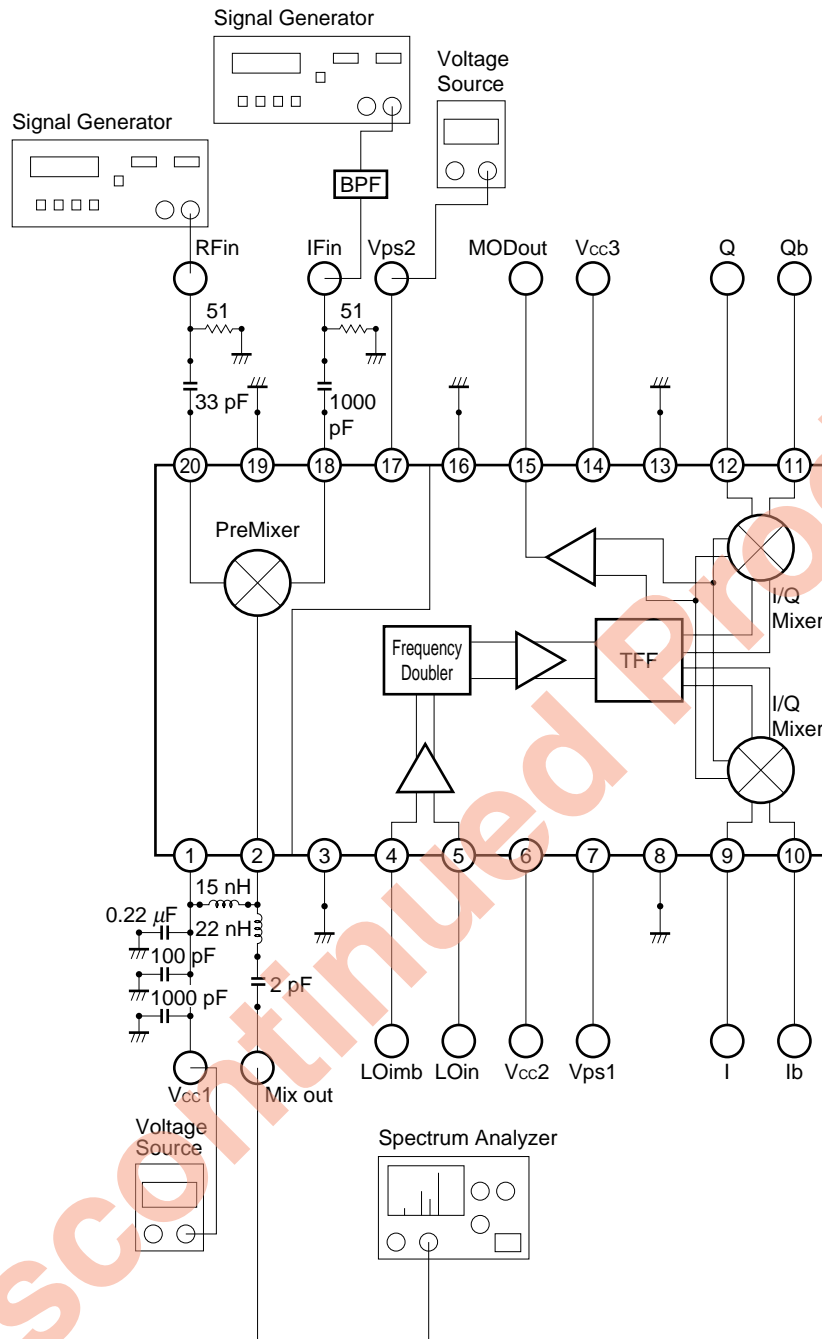 Signal Generator
Voltage
Source
Signal Generator
BPF
RFin
IFin
Vps2
MODout
Vcc3
Q
Qb
51
51
33 pF
1000
pF
20
19
18
17
16
15
14
13
12
11
PreMixer
I/Q
Mixer
Frequency
Doubler
TFF
I/Q
Mixer
1
2
3
4
5
6
7
8
9
10
15 nH
0.22 μF
22 nH
100 pF
2 pF
1000 pF
Vcc1
Mix out
LOimb
LOin
Vcc2
Vps1
I
Ib
Voltage
Source
Spectrum Analyzer
scontinued Pro